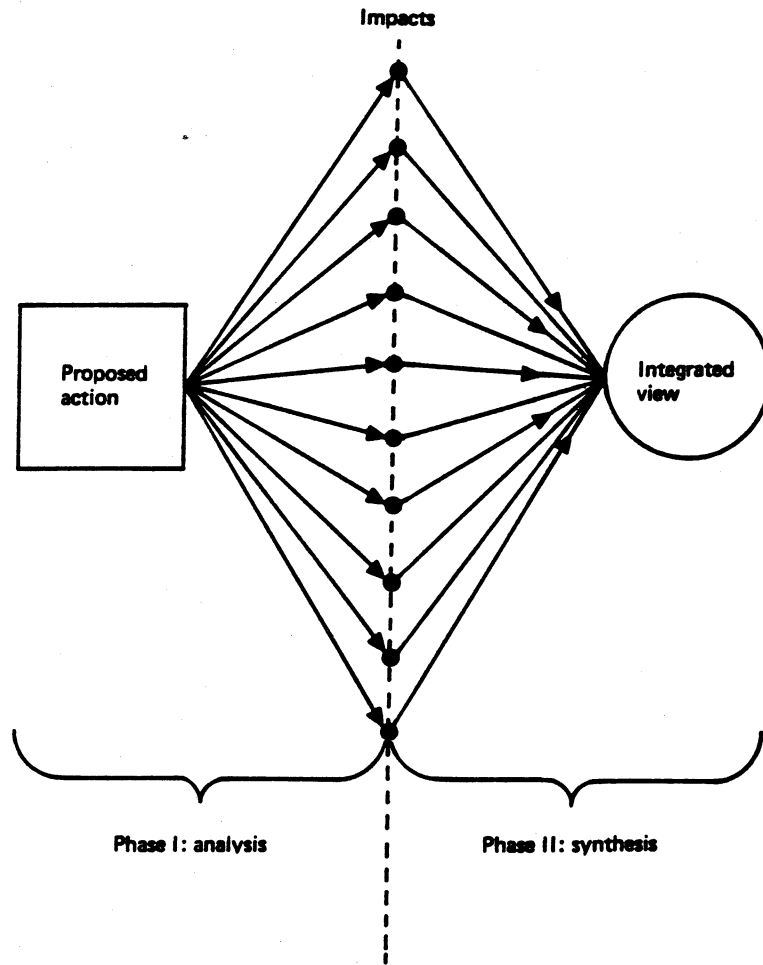 Impacts
Proposed
action
Integrated
view
Phase I: analysis
Phase II: synthesis